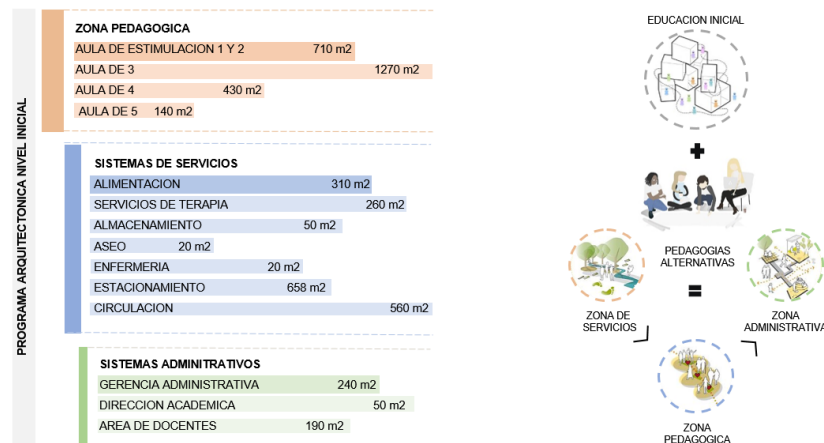 PROGRAMA ARQUITECTONICA NIVEL INICIAL
ZONA PEDAGOGICA
AULA DE ESTIMULACION 1 Y 2 710 m2
AULA DE 3 1270 m2
AULA DE 4 430 m2
AULA DE 5 140 m2
SISTEMAS DE SERVICIOS
ALIMENTACION 310 m2
SERVICIOS DE TERAPIA 260 m2
ALMACENAMIENTO 50 m2
ASEO 20 m2
ENFERMERIA 20 m2
ESTACIONAMIENTO 658 m2
CIRCULACION 560 m2
SISTEMAS ADMINITRATIVOS
GERENCIA ADMINISTRATIVA 240 m2
DIRECCION ACADEMICA 50 m2
AREA DE DOCENTES 190 m2
EDUCACION INICIAL
+
PEDAGOGIAS
ALTERNATIVAS
=
ZONA DE
SERVICIOS
ZONA
ADMINISTRATIVA
ZONA
PEDAGOGICA